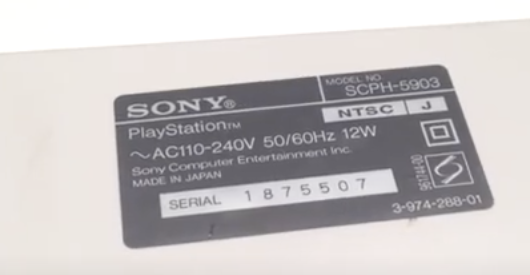 SONY®
MODEL NO.
SCPH-5903
PlayStation™
NTSC J
~AC110-240V 50/60Hz 12W
Sony Computer Entertainment Inc.
MADE IN JAPAN
SERIAL 1875507
3-974-288-01